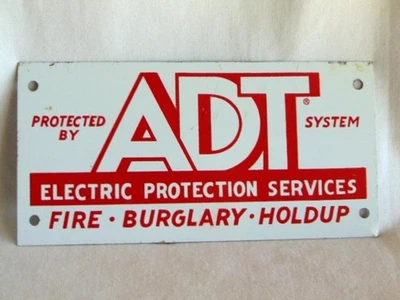 PROTECTED BY ADT® SYSTEM
ELECTRIC PROTECTION SERVICES
FIRE · BURGLARY · HOLDUP